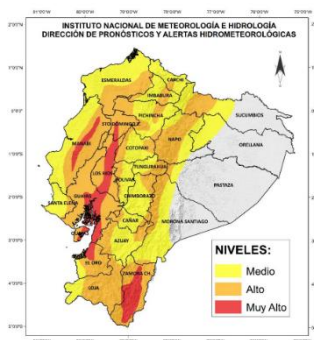 INSTITUTO NACIONAL DE METEOROLOGÍA E HIDROLOGÍA
DIRECCIÓN DE PRONÓSTICOS Y ALERTAS HIDROMETEOROLÓGICAS
ESMERALDAS
CARCHI
IMBABURA
SUCUMBIOS
PICHINCHA
STO DOMINGO
NAPO
ORELLANA
MANABI
COTOPAXI
TUNGURAHUA
LOS RIOS
PASTAZA
BOLIVAR
GUAYAS
CHIMBORAZO
SANTA ELENA
MORONA SANTIAGO
CAÑAR
AZUAY
EL ORO
ZAMORA CH.
LOJA
NIVELES:
Medio
Alto
Muy Alto